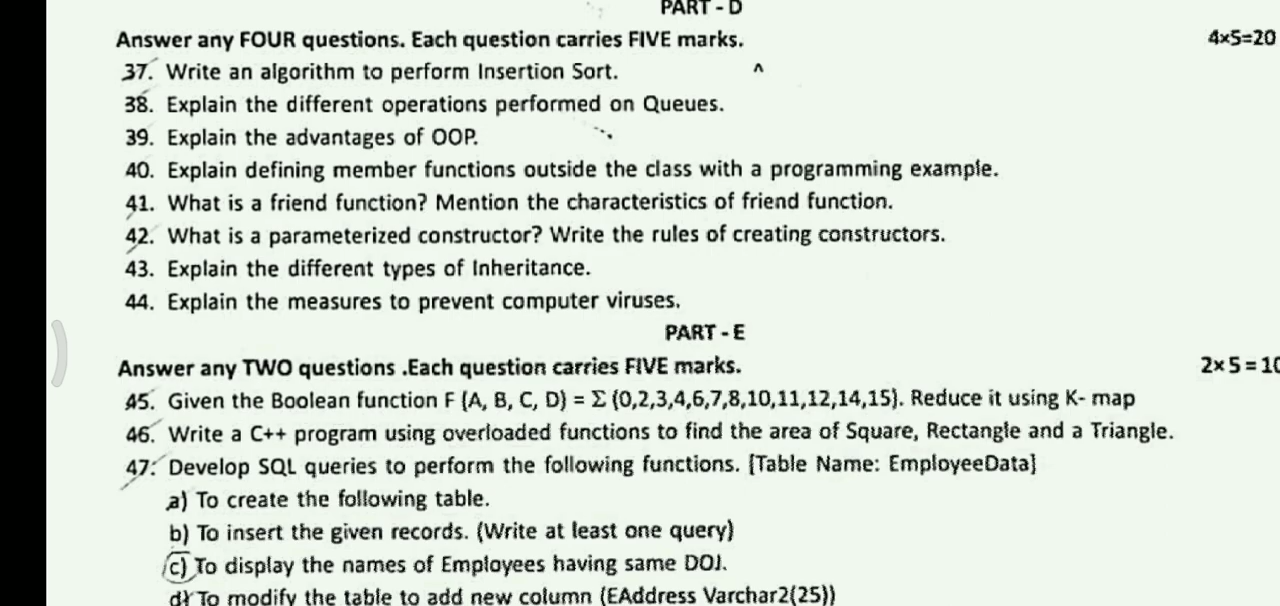 PART - D
Answer any FOUR questions. Each question carries FIVE marks. 4×5=20
37. Write an algorithm to perform Insertion Sort.
38. Explain the different operations performed on Queues.
39. Explain the advantages of OOP.
40. Explain defining member functions outside the class with a programming example.
41. What is a friend function? Mention the characteristics of friend function.
42. What is a parameterized constructor? Write the rules of creating constructors.
43. Explain the different types of Inheritance.
44. Explain the measures to prevent computer viruses.
PART - E
Answer any TWO questions .Each question carries FIVE marks. 2×5=10
45. Given the Boolean function F (A, B, C, D) = Σ (0,2,3,4,6,7,8,10,11,12,14,15). Reduce it using K- map
46. Write a C++ program using overloaded functions to find the area of Square, Rectangle and a Triangle.
47. Develop SQL queries to perform the following functions. [Table Name: EmployeeData]
a) To create the following table.
b) To insert the given records. (Write at least one query)
c) To display the names of Employees having same DOJ.
d) To modify the table to add new column (EAddress Varchar2(25))